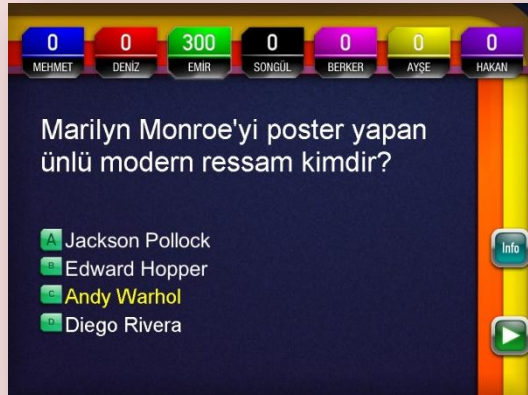 0 0 300 0 0 0 0
MEHMET DENİZ EMİR SONGÜL BERKER AYŞE HAKAN
Marilyn Monroe'yi poster yapan
ünlü modern ressam kimdir?
A Jackson Pollock
B Edward Hopper
Info
C Andy Warhol
D Diego Rivera